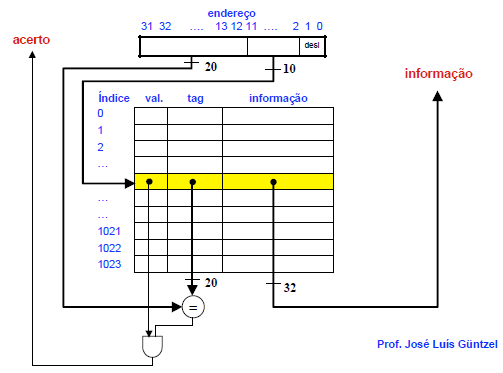 endereço
31 32 .... 13 12 11 .... 2 1 0
acerto
desl
20
10
informação
Índice val. tag informação
0
1
2
...
...
...
1021
1022
1023
20
32
=
Prof. José Luís Güntzel